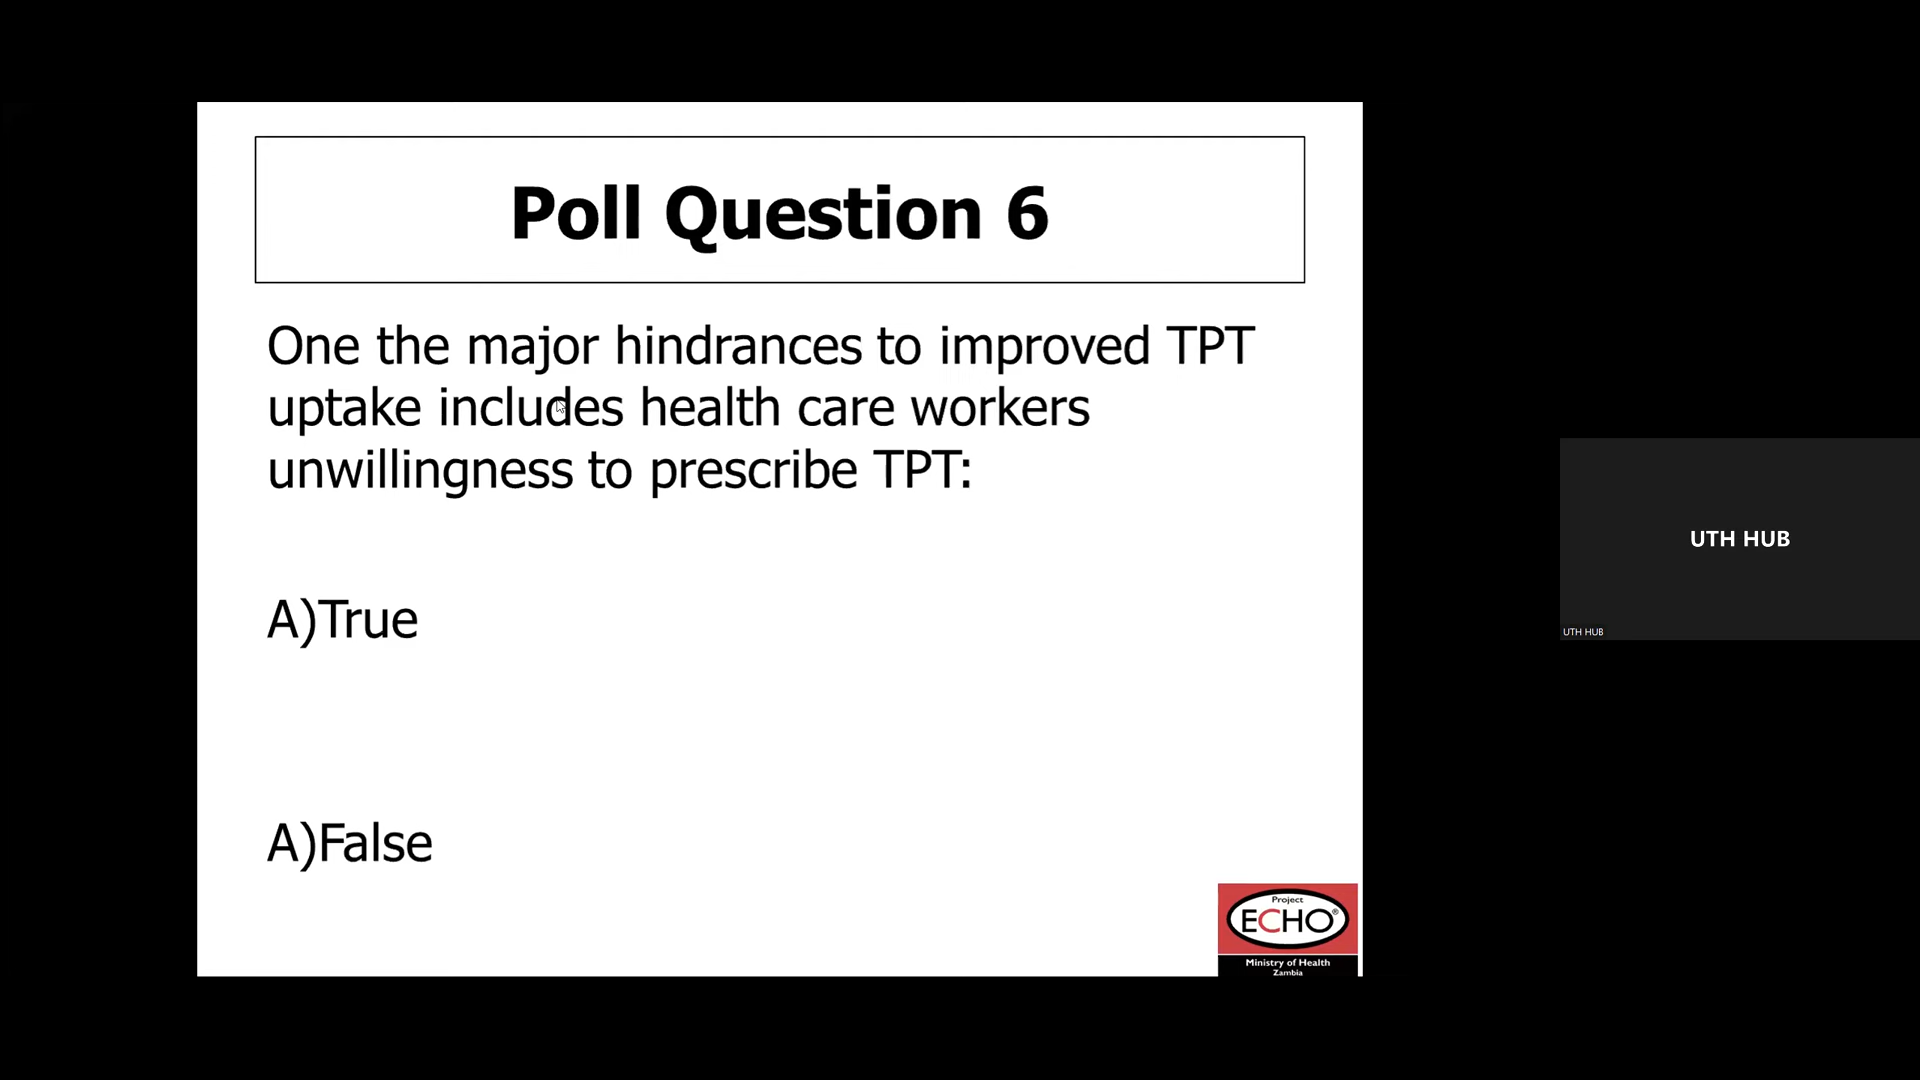 Poll Question 6
One the major hindrances to improved TPT
uptake includes health care workers
unwillingness to prescribe TPT:
A)True
A)False
Project
ECHO®
Ministry of Health
Zambia
UTH HUB
UTH HUB